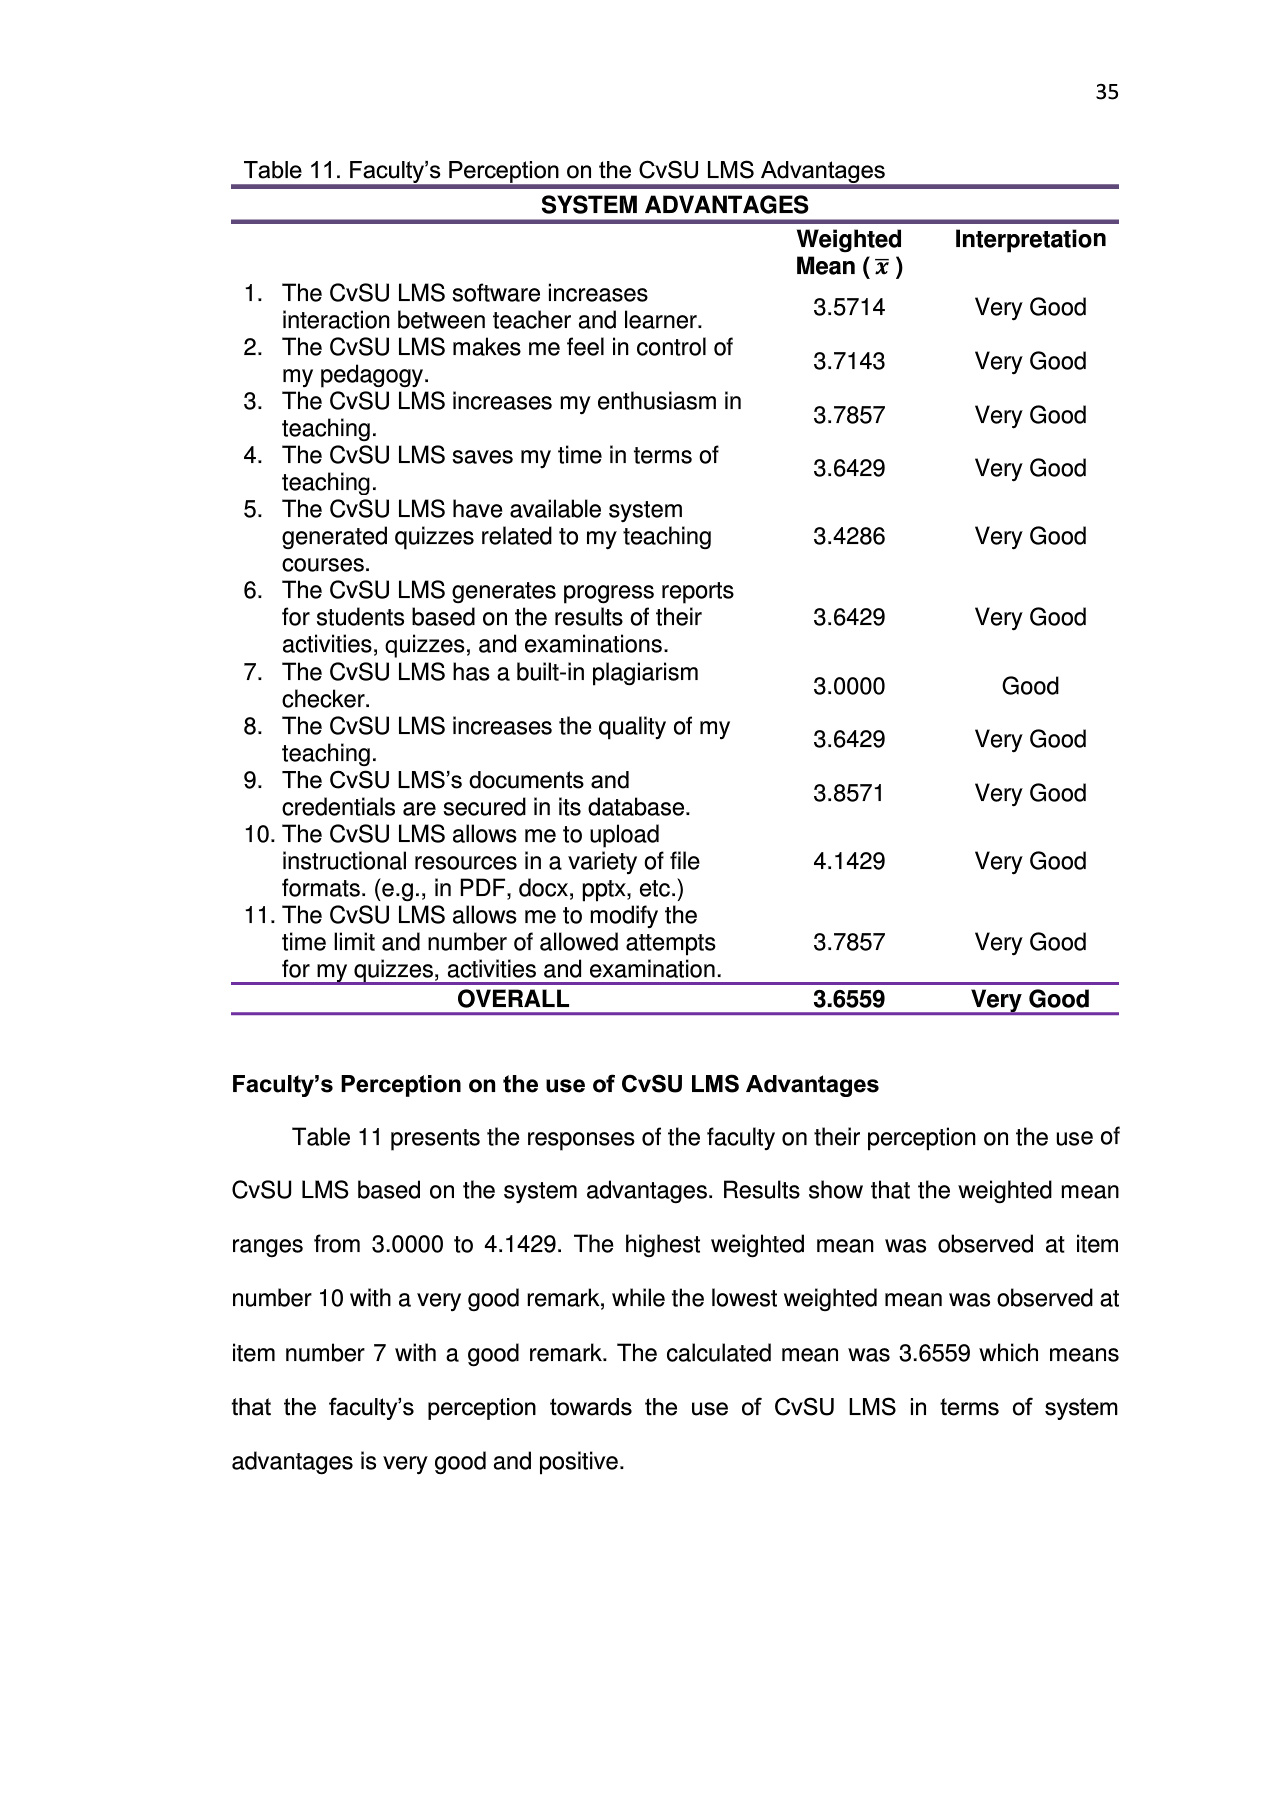 35
Table 11. Faculty’s Perception on the CvSU LMS Advantages
SYSTEM ADVANTAGES
Weighted Interpretation
Mean ( x̅ )
1. The CvSU LMS software increases
interaction between teacher and learner.
3.5714 Very Good
2. The CvSU LMS makes me feel in control of
my pedagogy.
3.7143 Very Good
3. The CvSU LMS increases my enthusiasm in
teaching.
3.7857 Very Good
4. The CvSU LMS saves my time in terms of
teaching.
3.6429 Very Good
5. The CvSU LMS have available system
generated quizzes related to my teaching
courses.
3.4286 Very Good
6. The CvSU LMS generates progress reports
for students based on the results of their
activities, quizzes, and examinations.
3.6429 Very Good
7. The CvSU LMS has a built-in plagiarism
checker.
3.0000 Good
8. The CvSU LMS increases the quality of my
teaching.
3.6429 Very Good
9. The CvSU LMS’s documents and
credentials are secured in its database.
3.8571 Very Good
10. The CvSU LMS allows me to upload
instructional resources in a variety of file
formats. (e.g., in PDF, docx, pptx, etc.)
4.1429 Very Good
11. The CvSU LMS allows me to modify the
time limit and number of allowed attempts
for my quizzes, activities and examination.
3.7857 Very Good
OVERALL 3.6559 Very Good
Faculty’s Perception on the use of CvSU LMS Advantages
Table 11 presents the responses of the faculty on their perception on the use of
CvSU LMS based on the system advantages. Results show that the weighted mean
ranges from 3.0000 to 4.1429. The highest weighted mean was observed at item
number 10 with a very good remark, while the lowest weighted mean was observed at
item number 7 with a good remark. The calculated mean was 3.6559 which means
that the faculty’s perception towards the use of CvSU LMS in terms of system
advantages is very good and positive.